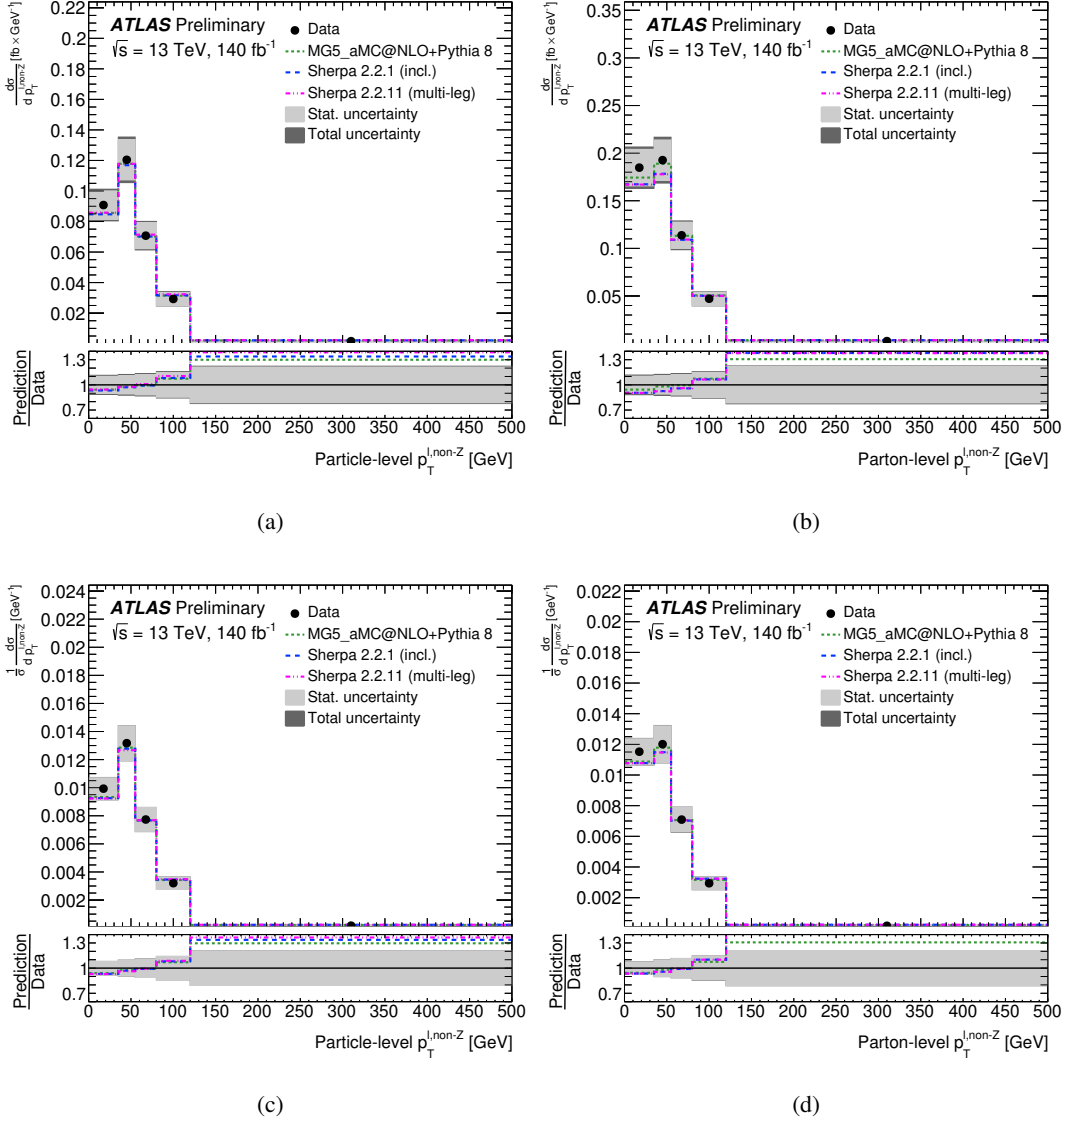 ATLAS Preliminary
√s = 13 TeV, 140 fb⁻¹
Data
MG5_aMC@NLO+Pythia 8
Sherpa 2.2.1 (incl.)
Sherpa 2.2.11 (multi-leg)
Stat. uncertainty
Total uncertainty
dσ / d p_T^{l,non-Z} [fb × GeV⁻¹]
0.22
0.2
0.18
0.16
0.14
0.12
0.1
0.08
0.06
0.04
0.02
Prediction
Data
1.3
1
0.7
0 50 100 150 200 250 300 350 400 450 500
Particle-level p_T^{l,non-Z} [GeV]
(a)
ATLAS Preliminary
√s = 13 TeV, 140 fb⁻¹
Data
MG5_aMC@NLO+Pythia 8
Sherpa 2.2.1 (incl.)
Sherpa 2.2.11 (multi-leg)
Stat. uncertainty
Total uncertainty
dσ / d p_T^{l,non-Z} [fb × GeV⁻¹]
0.35
0.3
0.25
0.2
0.15
0.1
0.05
Prediction
Data
1.3
1
0.7
0 50 100 150 200 250 300 350 400 450 500
Parton-level p_T^{l,non-Z} [GeV]
(b)
ATLAS Preliminary
√s = 13 TeV, 140 fb⁻¹
Data
MG5_aMC@NLO+Pythia 8
Sherpa 2.2.1 (incl.)
Sherpa 2.2.11 (multi-leg)
Stat. uncertainty
Total uncertainty
1/σ dσ / d p_T^{l,non-Z} [GeV⁻¹]
0.024
0.022
0.02
0.018
0.016
0.014
0.012
0.01
0.008
0.006
0.004
0.002
Prediction
Data
1.3
1
0.7
0 50 100 150 200 250 300 350 400 450 500
Particle-level p_T^{l,non-Z} [GeV]
(c)
ATLAS Preliminary
√s = 13 TeV, 140 fb⁻¹
Data
MG5_aMC@NLO+Pythia 8
Sherpa 2.2.1 (incl.)
Sherpa 2.2.11 (multi-leg)
Stat. uncertainty
Total uncertainty
1/σ dσ / d p_T^{l,non-Z} [GeV⁻¹]
0.022
0.02
0.018
0.016
0.014
0.012
0.01
0.008
0.006
0.004
0.002
Prediction
Data
1.3
1
0.7
0 50 100 150 200 250 300 350 400 450 500
Parton-level p_T^{l,non-Z} [GeV]
(d)